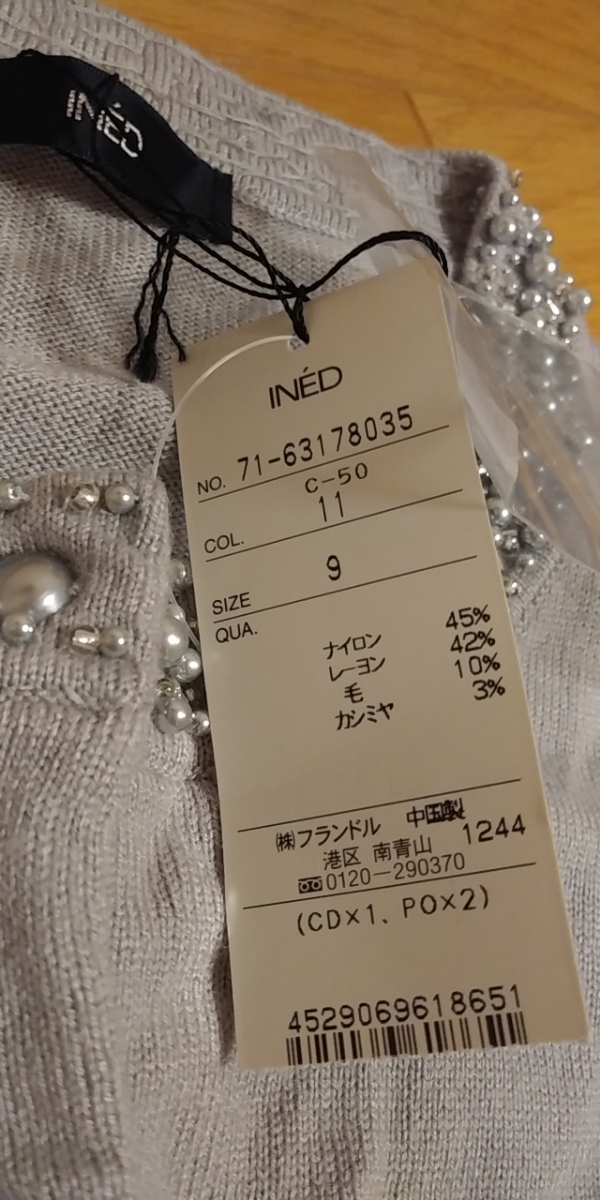 INÉD
INÉD
NO. 71-63178035
C-50
COL. 11
SIZE 9
QUA.
ナイロン 45%
レーヨン 42%
毛 10%
カシミヤ 3%
㈱フランドル 中国製
港区 南青山 1244
0120-290370
(CD×1、PO×2)
4529069618651